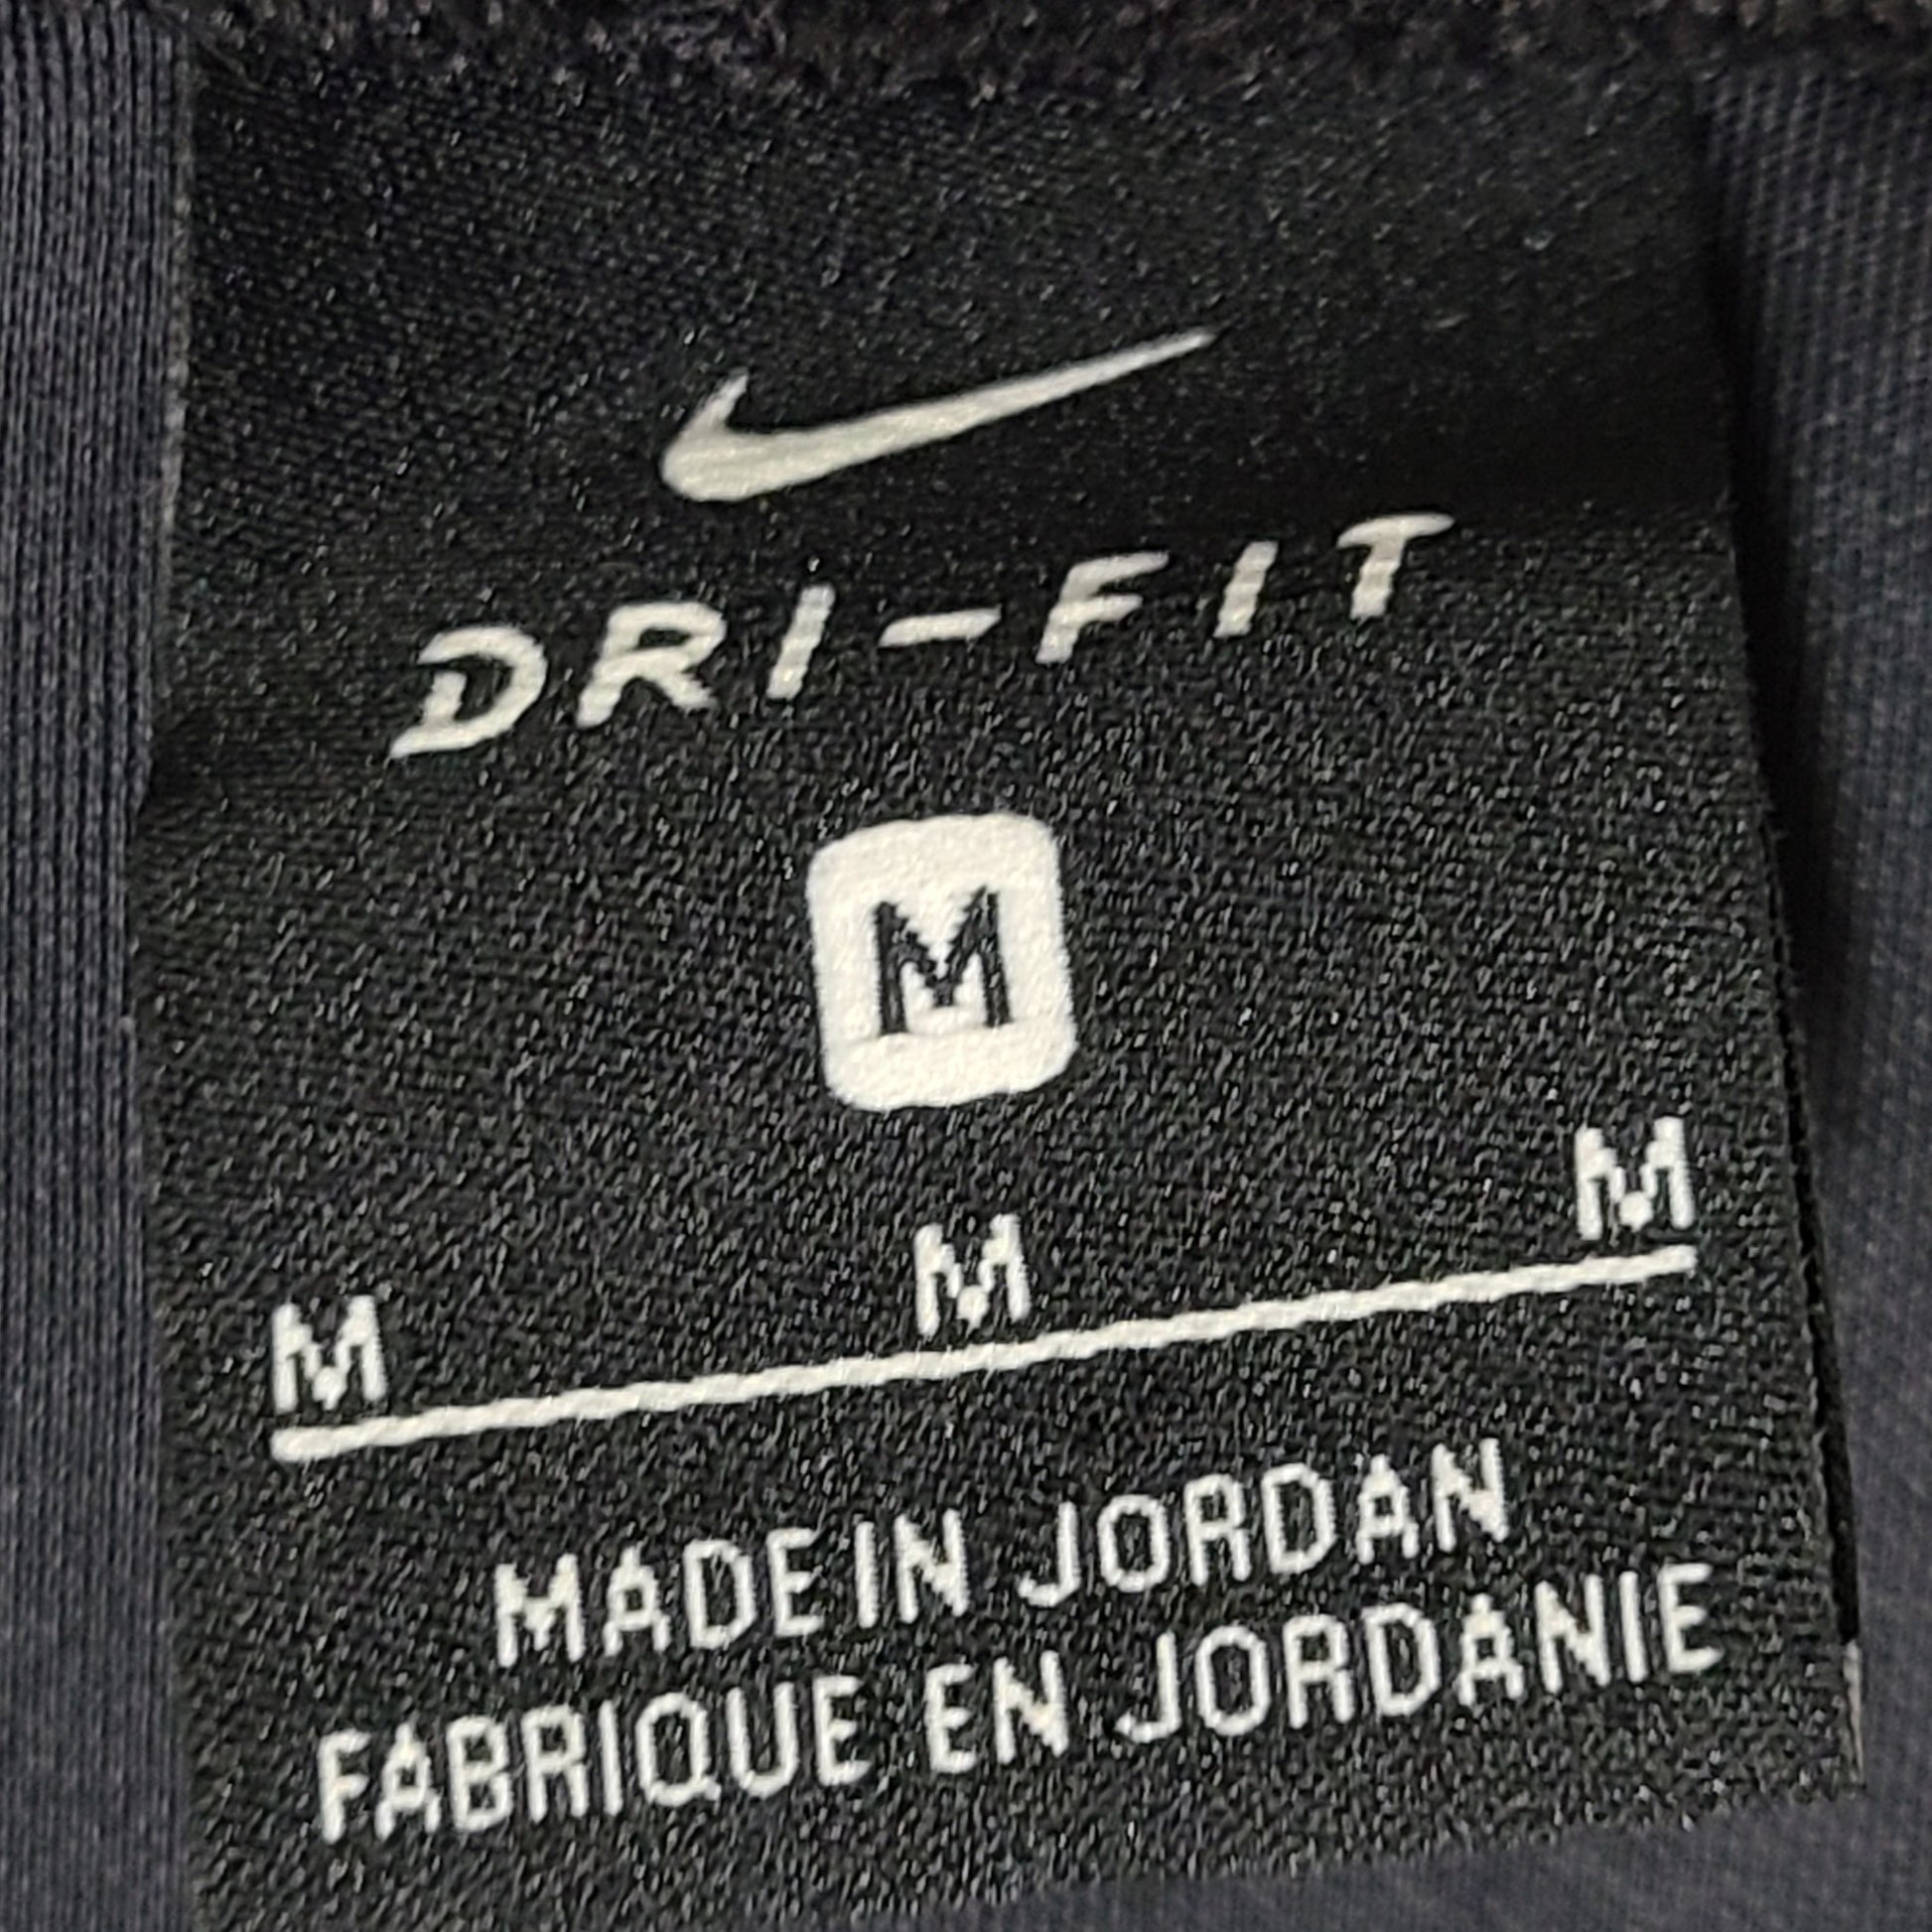 DRI-FIT
M
M M M
MADE IN JORDAN
FABRIQUE EN JORDANIE